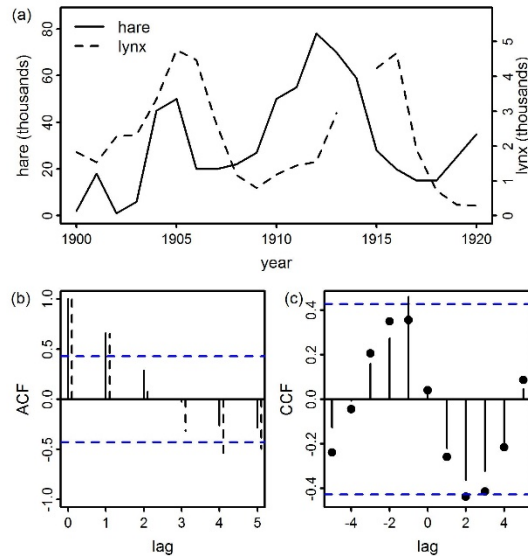 (a)
hare
lynx
hare (thousands)
0 20 40 60 80
lynx (thousands)
0 1 2 3 4 5
1900 1905 1910 1915 1920
year
(b)
ACF
-1.0 -0.5 0.0 0.5 1.0
0 1 2 3 4 5
lag
(c)
CCF
-0.4 -0.2 0.0 0.2 0.4
-4 -2 0 2 4
lag